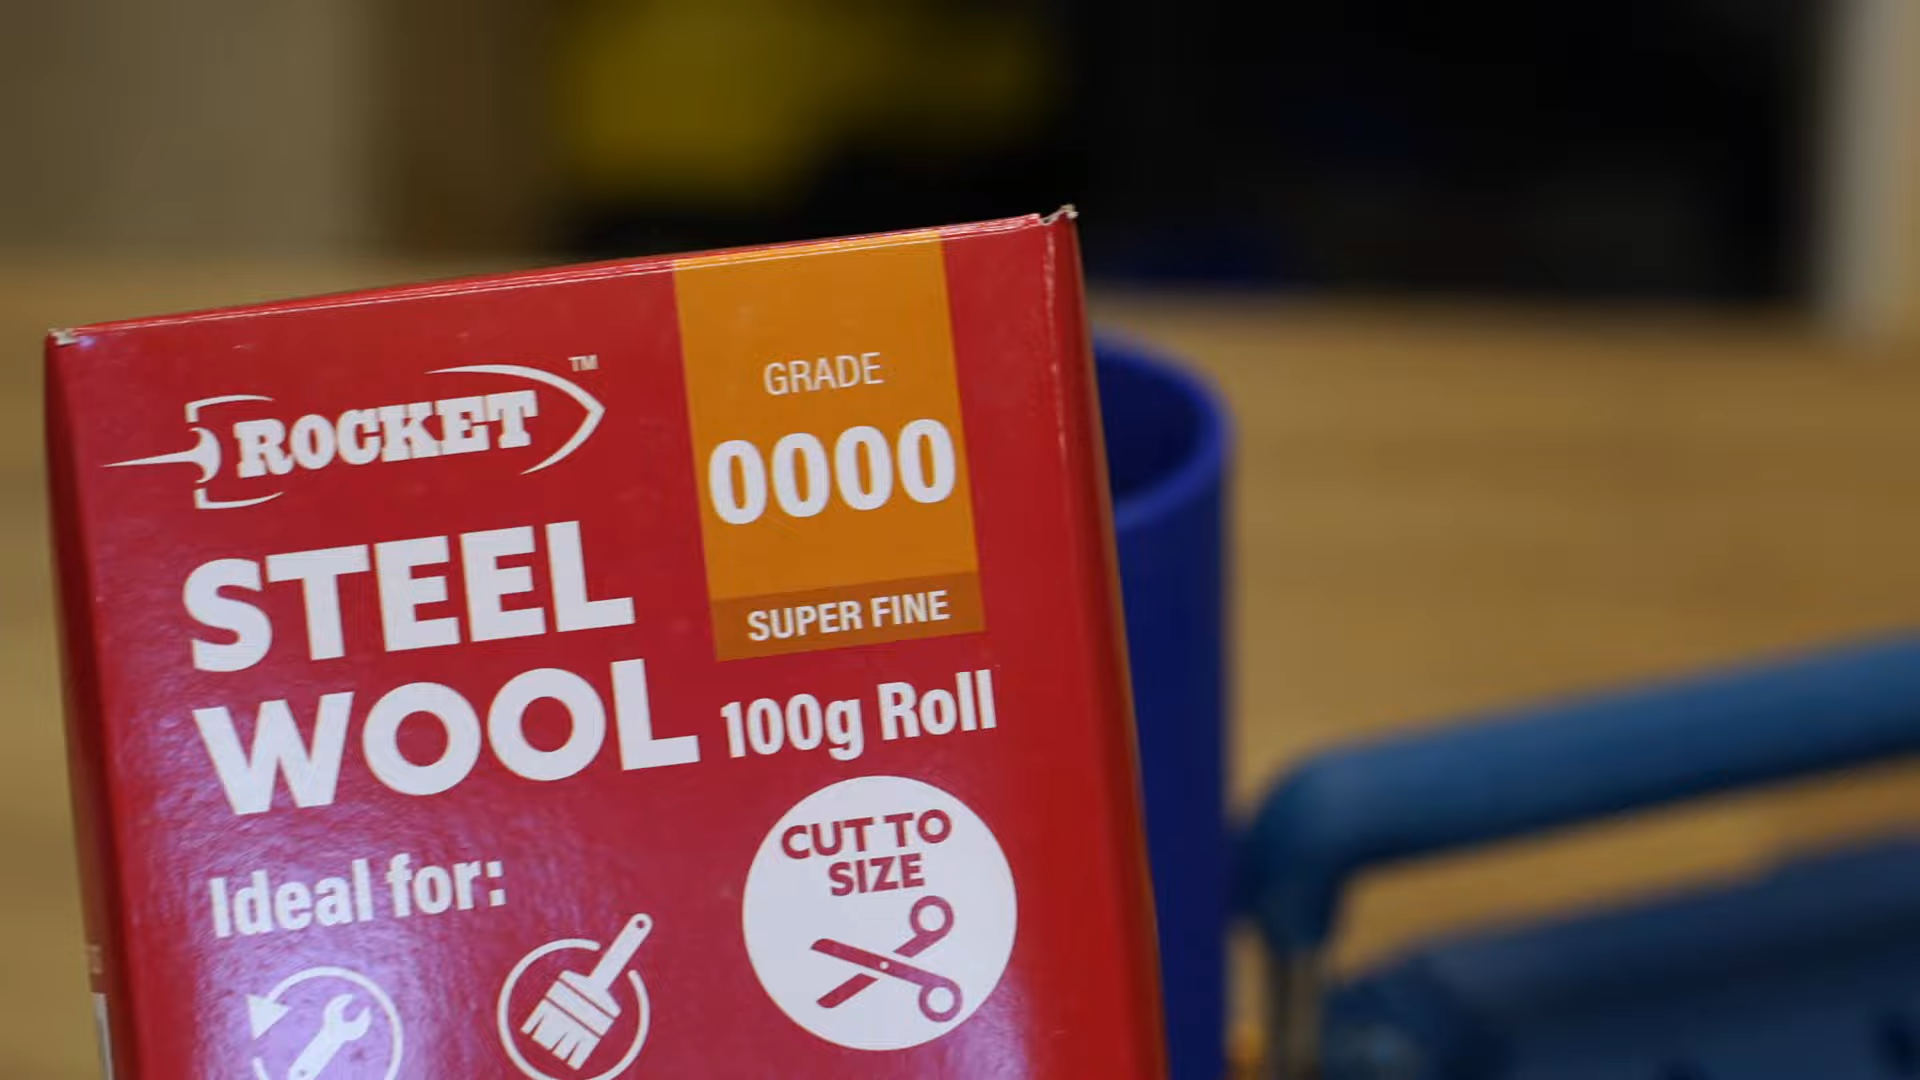 ROCKET™
GRADE
0000
SUPER FINE
STEEL
WOOL 100g Roll
CUT TO
SIZE
Ideal for: